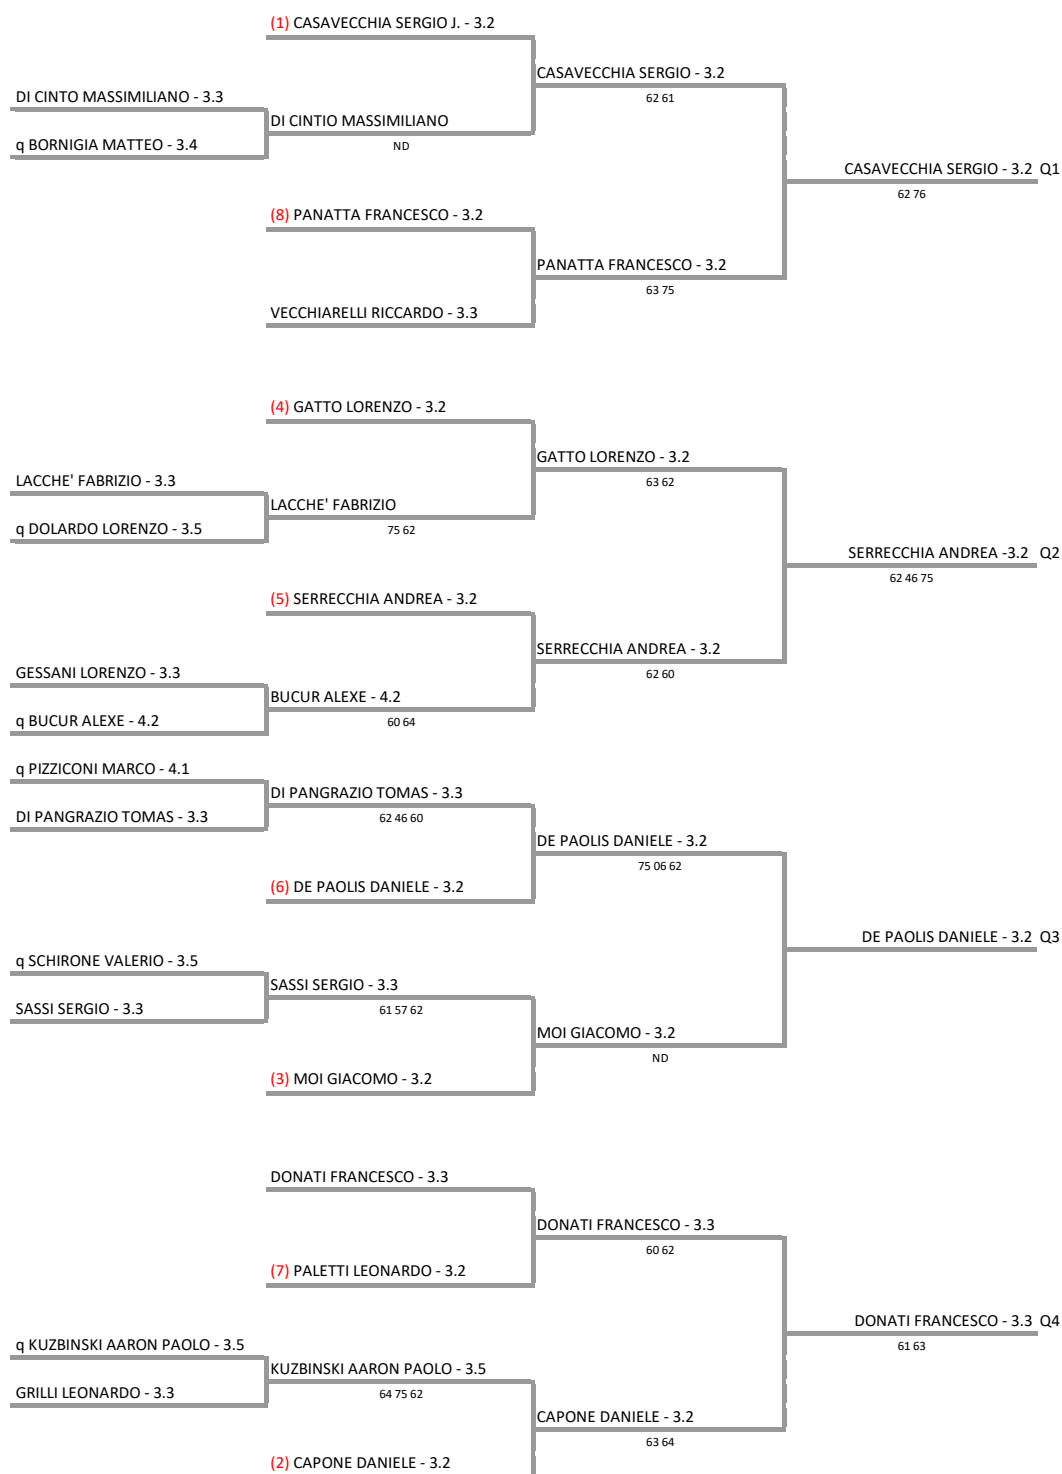 (1) CASAVECCHIA SERGIO J. - 3.2
CASAVECCHIA SERGIO - 3.2
DI CINTO MASSIMILIANO - 3.3
62 61
DI CINTIO MASSIMILIANO
q BORNIGIA MATTEO - 3.4
ND
CASAVECCHIA SERGIO - 3.2 Q1
62 76
(8) PANATTA FRANCESCO - 3.2
PANATTA FRANCESCO - 3.2
63 75
VECCHIARELLI RICCARDO - 3.3
(4) GATTO LORENZO - 3.2
GATTO LORENZO - 3.2
LACCHE' FABRIZIO - 3.3
63 62
LACCHE' FABRIZIO
q DOLARDO LORENZO - 3.5
75 62
SERRECCHIA ANDREA -3.2 Q2
62 46 75
(5) SERRECCHIA ANDREA - 3.2
SERRECCHIA ANDREA - 3.2
GESSANI LORENZO - 3.3
62 60
BUCUR ALEXE - 4.2
q BUCUR ALEXE - 4.2
60 64
q PIZZICONI MARCO - 4.1
DI PANGRAZIO TOMAS - 3.3
DI PANGRAZIO TOMAS - 3.3
62 46 60
DE PAOLIS DANIELE - 3.2
75 06 62
(6) DE PAOLIS DANIELE - 3.2
DE PAOLIS DANIELE - 3.2 Q3
q SCHIRONE VALERIO - 3.5
SASSI SERGIO - 3.3
SASSI SERGIO - 3.3
61 57 62
MOI GIACOMO - 3.2
ND
(3) MOI GIACOMO - 3.2
DONATI FRANCESCO - 3.3
DONATI FRANCESCO - 3.3
60 62
(7) PALETTI LEONARDO - 3.2
DONATI FRANCESCO - 3.3 Q4
61 63
q KUZBINSKI AARON PAOLO - 3.5
KUZBINSKI AARON PAOLO - 3.5
GRILLI LEONARDO - 3.3
64 75 62
CAPONE DANIELE - 3.2
63 64
(2) CAPONE DANIELE - 3.2